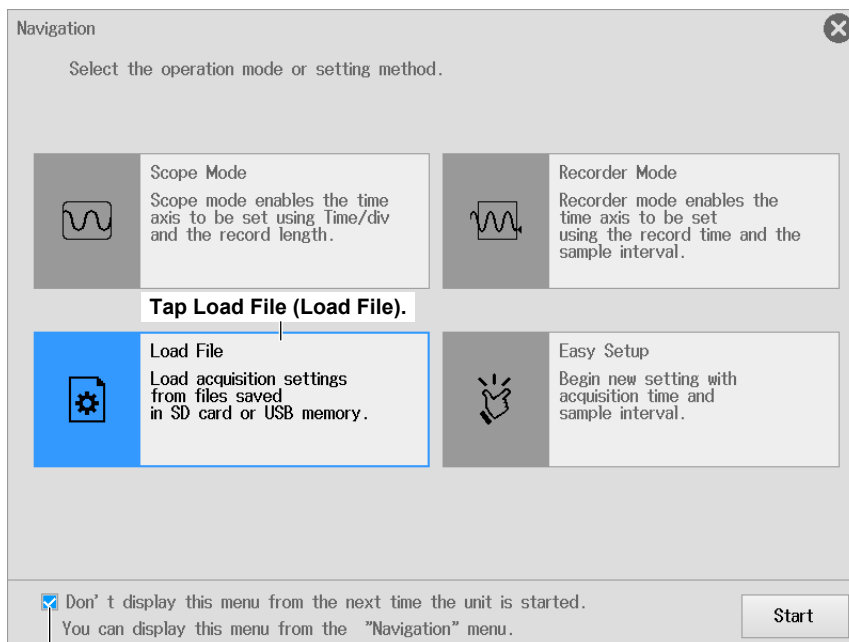 Navigation
Select the operation mode or setting method.
Scope Mode
Scope mode enables the time
axis to be set using Time/div
and the record length.
Recorder Mode
Recorder mode enables the
time axis to be set
using the record time and the
sample interval.
Tap Load File (Load File).
Load File
Load acquisition settings
from files saved
in SD card or USB memory.
Easy Setup
Begin new setting with
acquisition time and
sample interval.
Don't display this menu from the next time the unit is started.
You can display this menu from the "Navigation" menu.
Start